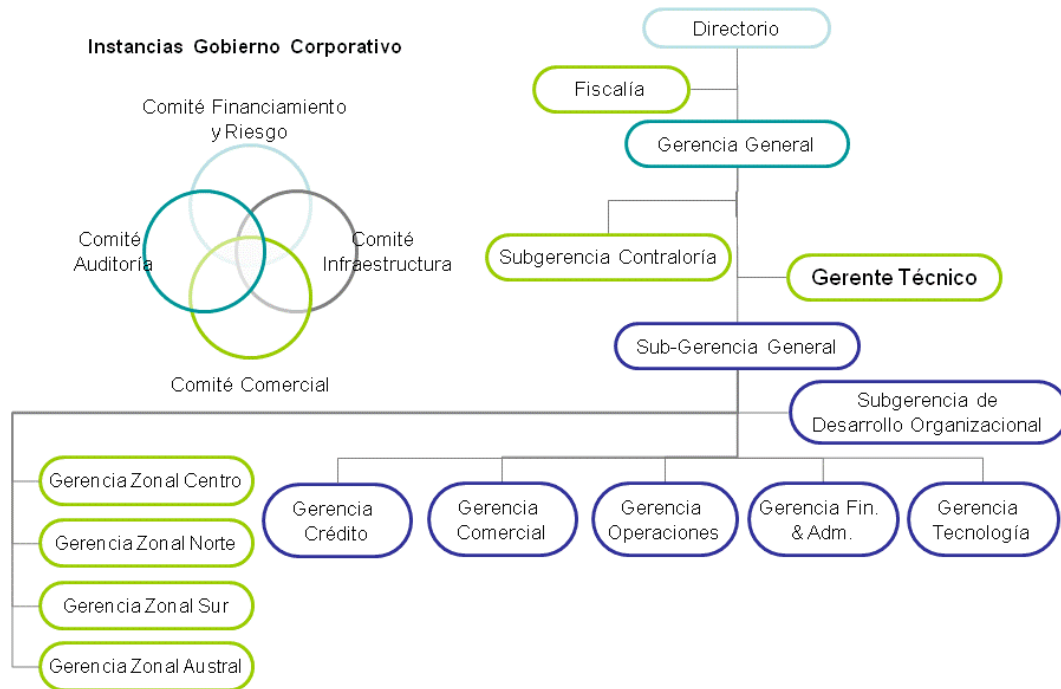 Instancias Gobierno Corporativo
Comité Financiamiento
y Riesgo
Comité
Auditoría
Comité
Infraestructura
Comité Comercial
Directorio
Fiscalía
Gerencia General
Subgerencia Contraloría
Gerente Técnico
Sub-Gerencia General
Subgerencia de
Desarrollo Organizacional
Gerencia Zonal Centro
Gerencia Zonal Norte
Gerencia Zonal Sur
Gerencia Zonal Austral
Gerencia
Crédito
Gerencia
Comercial
Gerencia
Operaciones
Gerencia Fin.
& Adm.
Gerencia
Tecnología